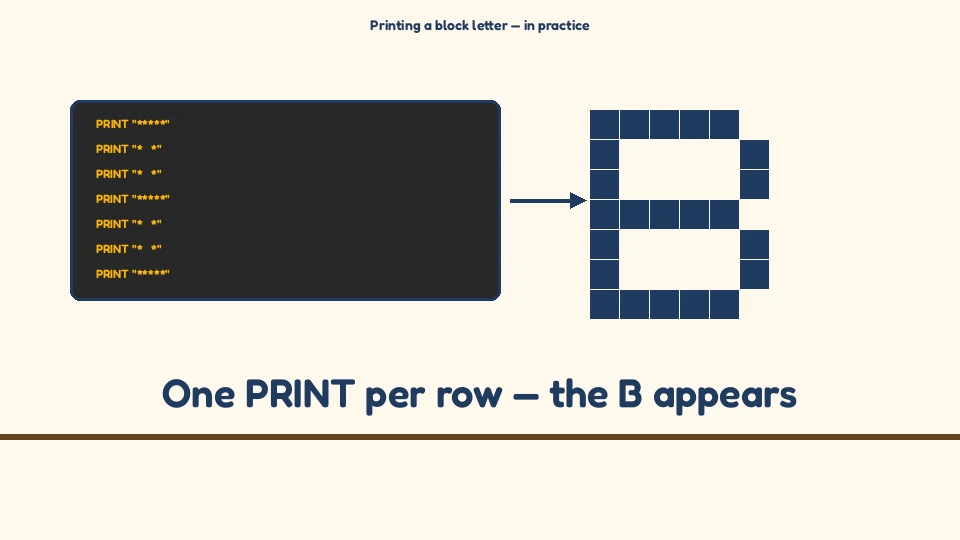 Printing a block letter — in practice
PRINT "*****"
PRINT "*   *"
PRINT "*   *"
PRINT "*****"
PRINT "*   *"
PRINT "*   *"
PRINT "*****"
One PRINT per row — the B appears